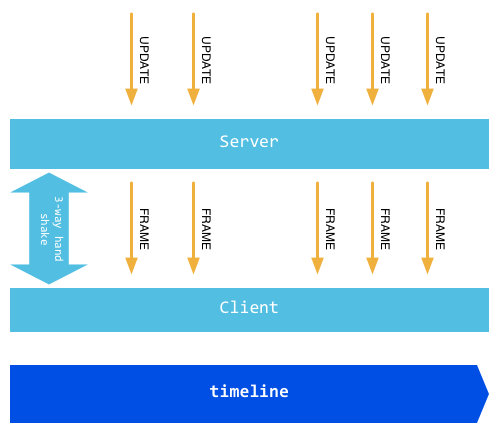 UPDATE
UPDATE
UPDATE
UPDATE
UPDATE
Server
3-way hand
shake
FRAME
FRAME
FRAME
FRAME
FRAME
Client
timeline